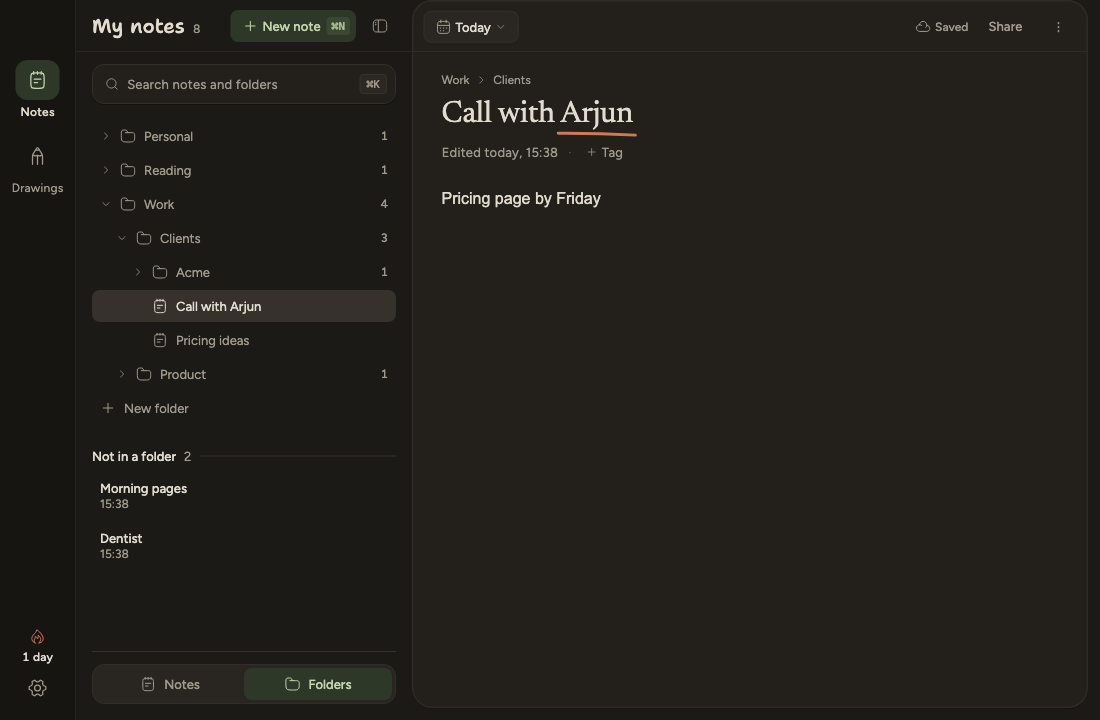 My notes 8
+ New note ⌘N
Notes
Drawings
Search notes and folders ⌘K
Personal 1
Reading 1
Work 4
Clients 3
Acme 1
Call with Arjun
Pricing ideas
Product 1
+ New folder
Not in a folder 2
Morning pages
15:38
Dentist
15:38
1 day
Notes
Folders
Today
Saved
Share
Work > Clients
Call with Arjun
Edited today, 15:38 · + Tag
Pricing page by Friday